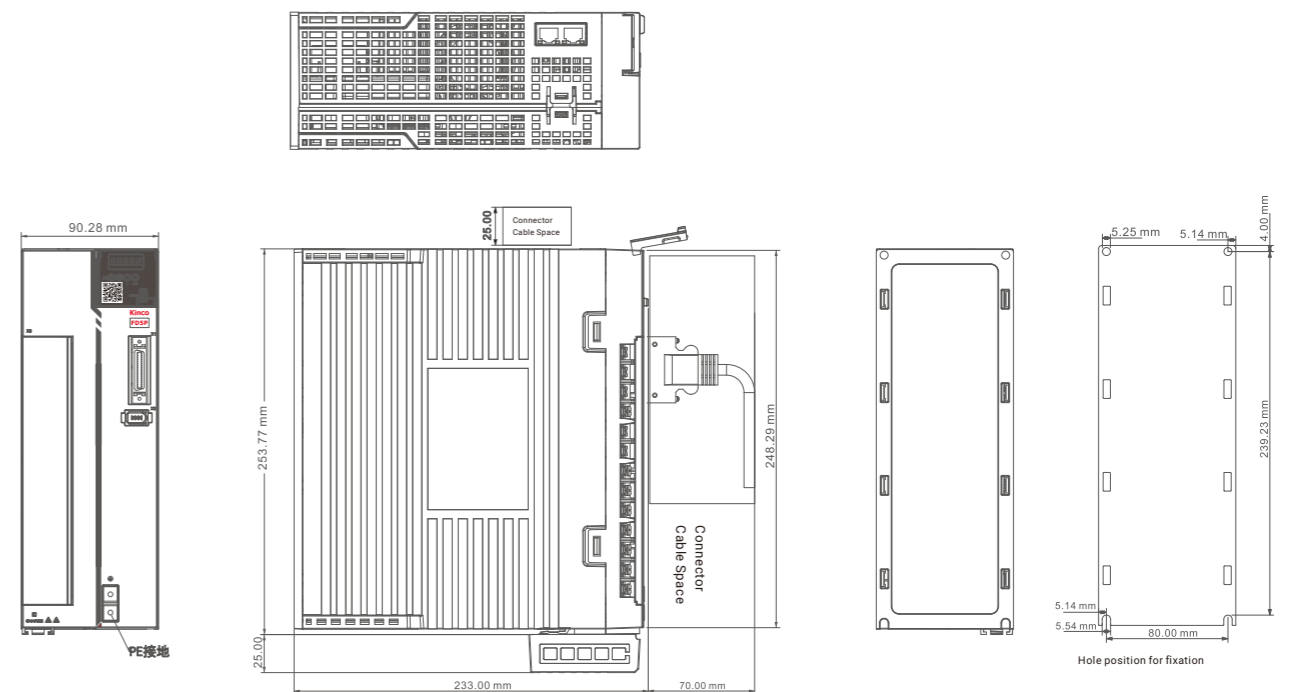 25.00
Connector
Cable Space
90.28 mm
5.25 mm
5.14 mm
4.00 mm
Kinco
FD5P
253.77 mm
248.29 mm
239.23 mm
Connector
Cable Space
PE接地
25.00
5.14 mm
5.54 mm
80.00 mm
Hole position for fixation
233.00 mm
70.00 mm